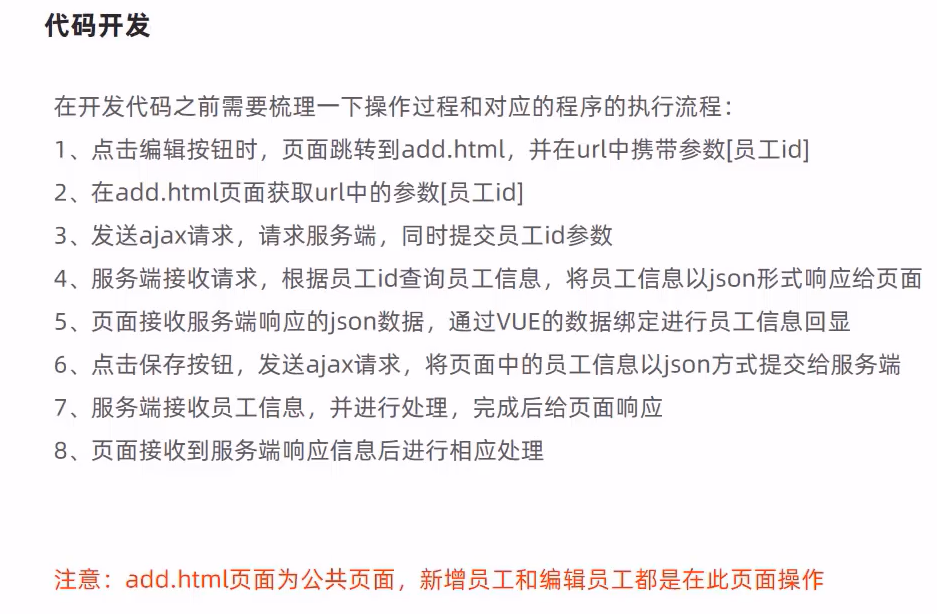 代码开发
在开发代码之前需要梳理一下操作过程和对应的程序的执行流程：
1、点击编辑按钮时，页面跳转到add.html，并在url中携带参数[员工id]
2、在add.html页面获取url中的参数[员工id]
3、发送ajax请求，请求服务端，同时提交员工id参数
4、服务端接收请求，根据员工id查询员工信息，将员工信息以json形式响应给页面
5、页面接收服务端响应的json数据，通过VUE的数据绑定进行员工信息回显
6、点击保存按钮，发送ajax请求，将页面中的员工信息以json方式提交给服务端
7、服务端接收员工信息，并进行处理，完成后给页面响应
8、页面接收到服务端响应信息后进行相应处理
注意：add.html页面为公共页面，新增员工和编辑员工都是在此页面操作